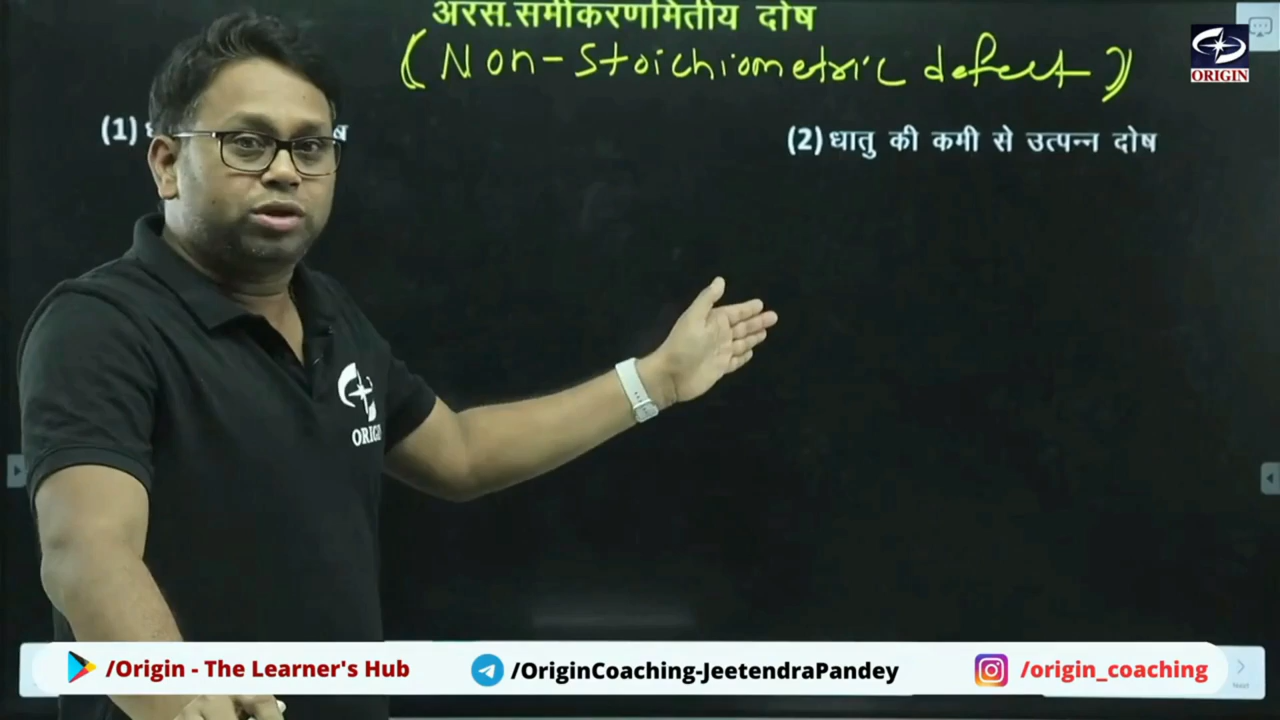 अरस.समीकरणमितीय दोष
(Non-Stoichiometric defect)
ORIGIN
(1)
(2) धातु की कमी से उत्पन्न दोष
ORIGIN
/Origin - The Learner's Hub
/OriginCoaching-JeetendraPandey
/origin_coaching